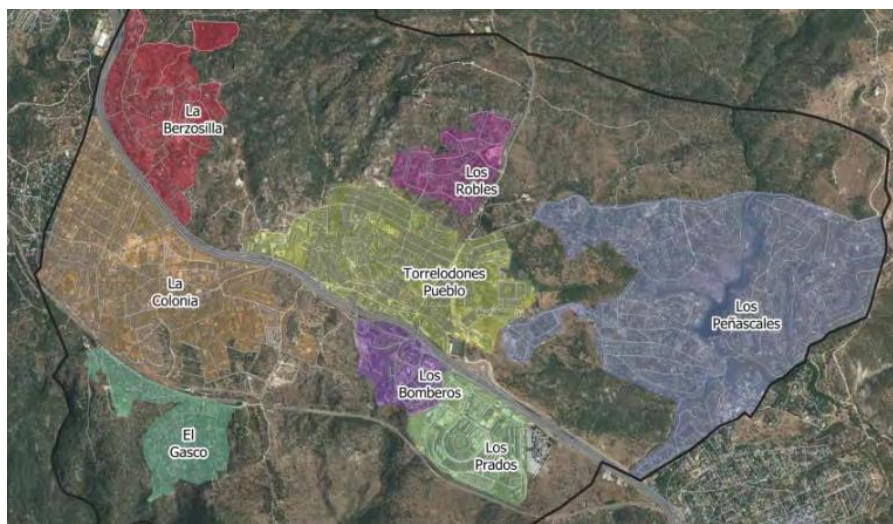 La
Berzosilla
Los
Robles
Torrelodones
Pueblo
La
Colonia
Los
Peñascales
Los
Bomberos
El
Gasco
Los
Prados